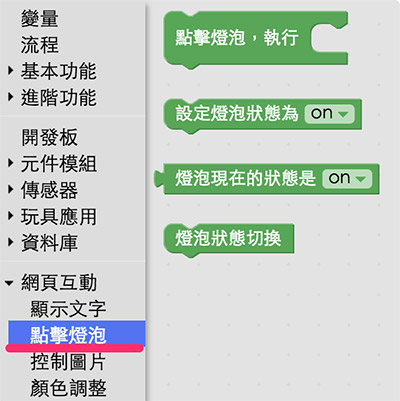 變量
流程
基本功能
進階功能
開發板
元件模組
傳感器
玩具應用
資料庫
網頁互動
顯示文字
點擊燈泡
控制圖片
顏色調整
點擊燈泡，執行
設定燈泡狀態為 on
燈泡現在的狀態是 on
燈泡狀態切換